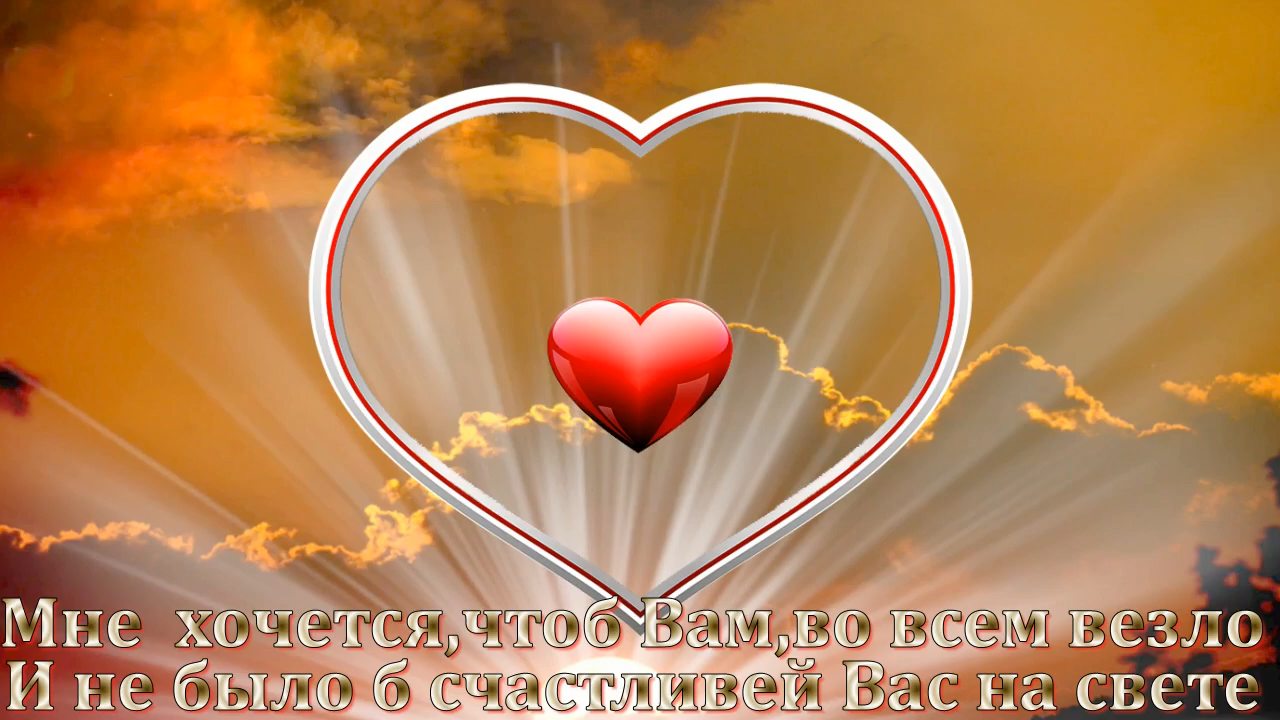 Мне  хочется,чтоб Вам,во всем везло
И не было б счастливей Вас на свете